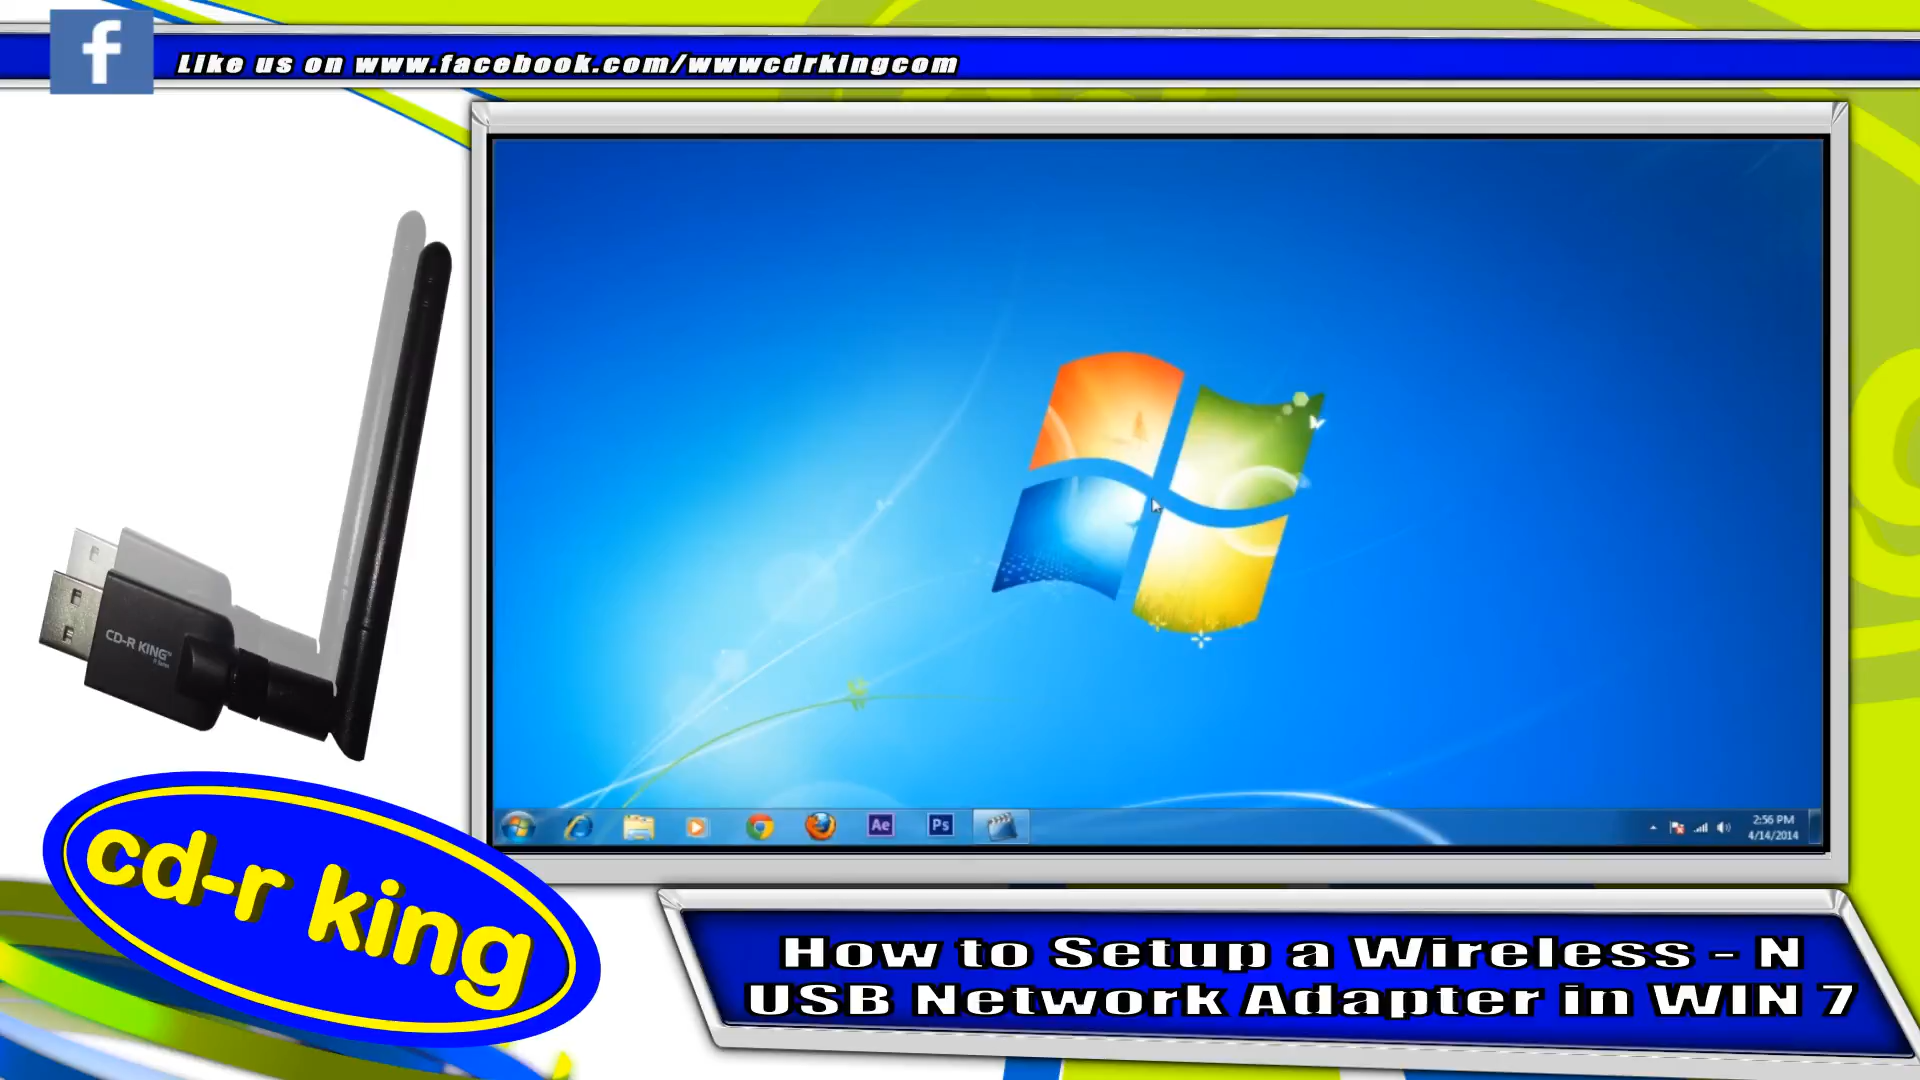 f
Like us on www.facebook.com/wwwcdrkingcom
CD-R KING™
cd-r king
Ae
Ps
2:56 PM
4/14/2014
How to Setup a Wireless - N
USB Network Adapter in WIN 7